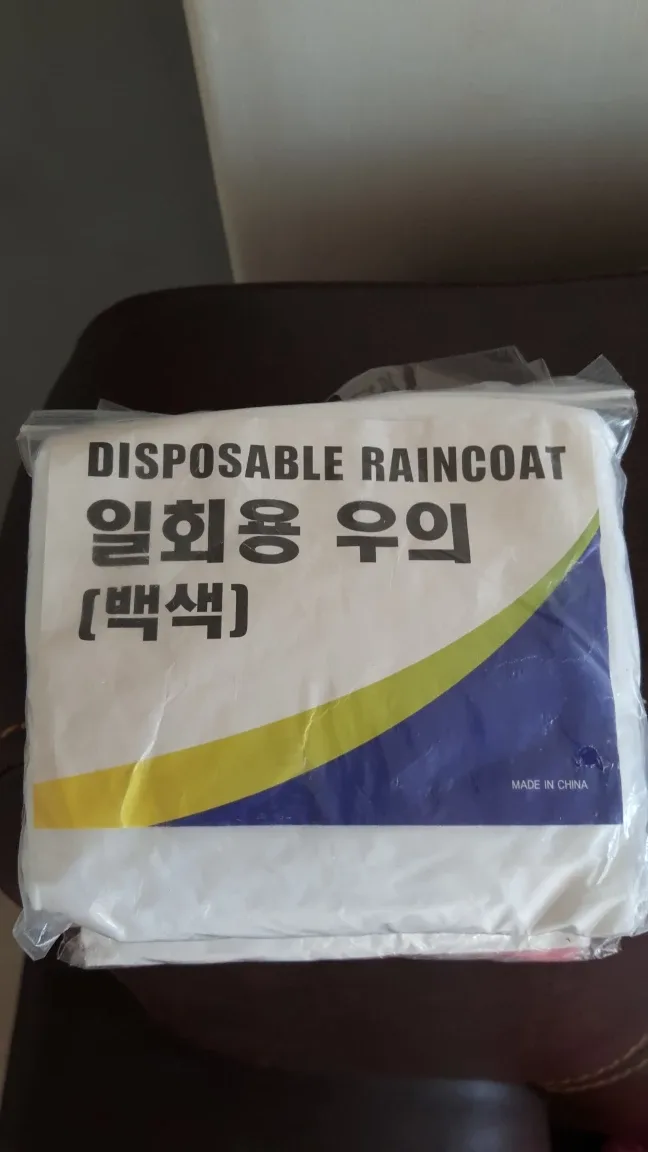 DISPOSABLE RAINCOAT
일회용 우의
(백색)
MADE IN CHINA